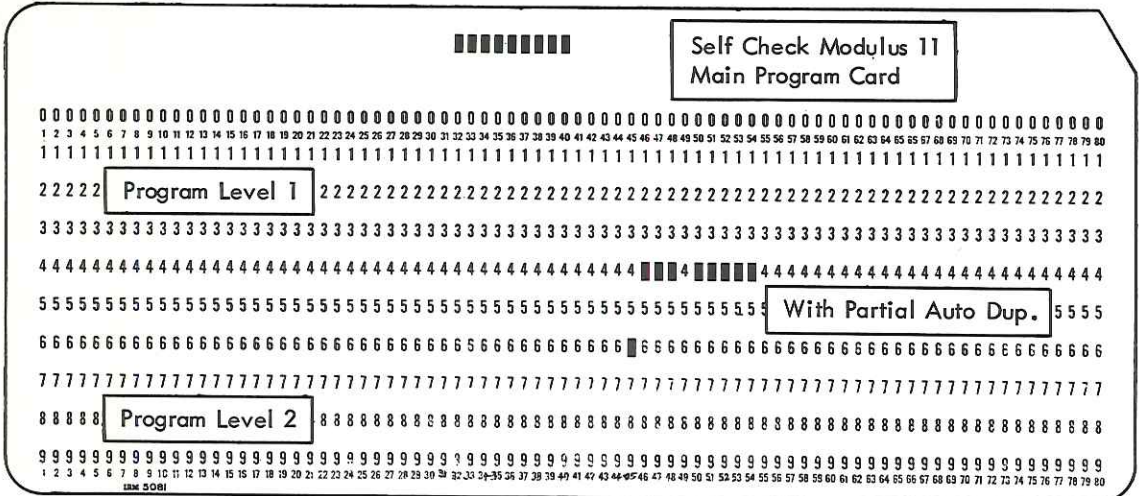 Self Check Modulus 11
Main Program Card
00000000000000000000000000000000000000000000000000000000000000000000000000000000
1 2 3 4 5 6 7 8 9 10 11 12 13 14 15 16 17 18 19 20 21 22 23 24 25 26 27 28 29 30 31 32 33 34 35 36 37 38 39 40 41 42 43 44 45 46 47 48 49 50 51 52 53 54 55 56 57 58 59 60 61 62 63 64 65 66 67 68 69 70 71 72 73 74 75 76 77 78 79 80
11111111111111111111111111111111111111111111111111111111111111111111111111111111
22222 Program Level 1 22222222222222222222222222222222222222222222222222222222222
33333333333333333333333333333333333333333333333333333333333333333333333333333333
444444444444444444444444444444444444444444444 4 44444444444444444444444444
5555555555555555555555555555555555555555555555555555555 With Partial Auto Dup. 5555
66666666666666666666666666666666666666666666 66666666666666666666666666666666666
77777777777777777777777777777777777777777777777777777777777777777777777777777777
88888 Program Level 2 88888888888888888888888888888888888888888888888888888888888
99999999999999999999999999999999999999999999999999999999999999999999999999999999
1 2 3 4 5 6 7 8 9 10 11 12 13 14 15 16 17 18 19 20 21 22 23 24 25 26 27 28 29 30 31 32 33 34 35 36 37 38 39 40 41 42 43 44 45 46 47 48 49 50 51 52 53 54 55 56 57 58 59 60 61 62 63 64 65 66 67 68 69 70 71 72 73 74 75 76 77 78 79 80
IBM 5081